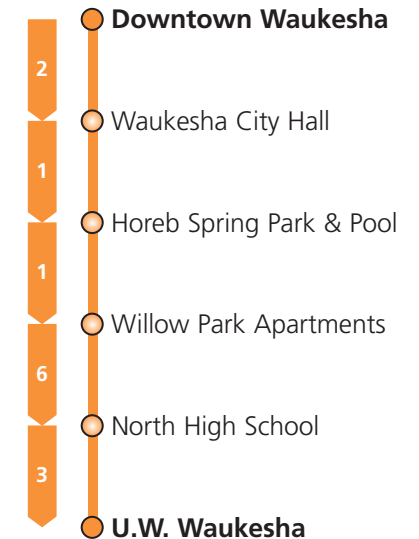 Downtown Waukesha
2
Waukesha City Hall
1
Horeb Spring Park & Pool
1
Willow Park Apartments
6
North High School
3
U.W. Waukesha